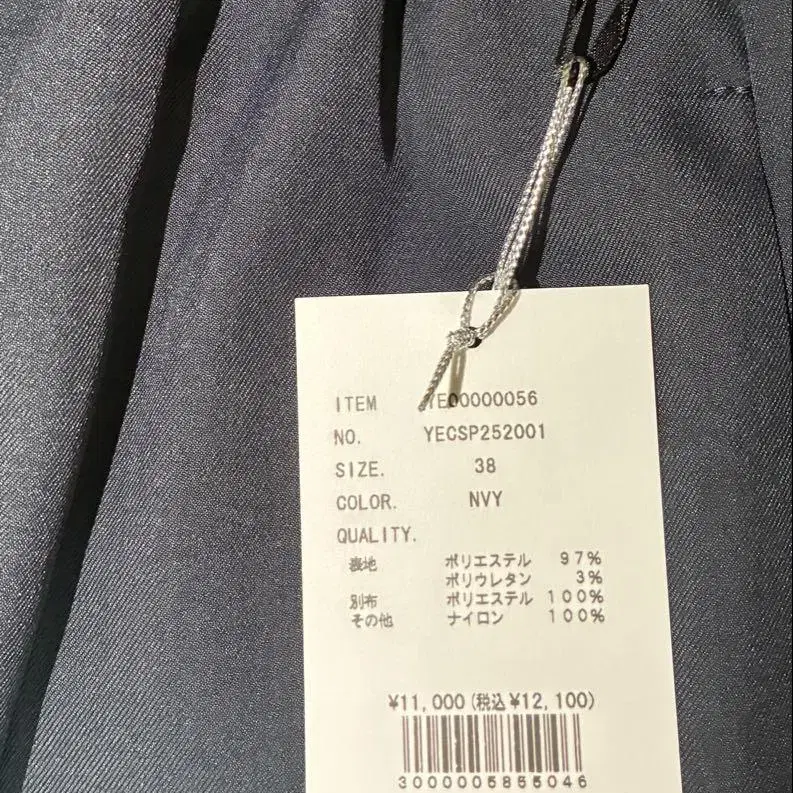 ITEM YE00000056
NO. YECSP252001
SIZE. 38
COLOR. NVY
QUALITY.
表地 ポリエステル 97%
ポリウレタン 3%
別布 ポリエステル 100%
その他 ナイロン 100%
¥11,000(税込¥12,100)
3000005855046